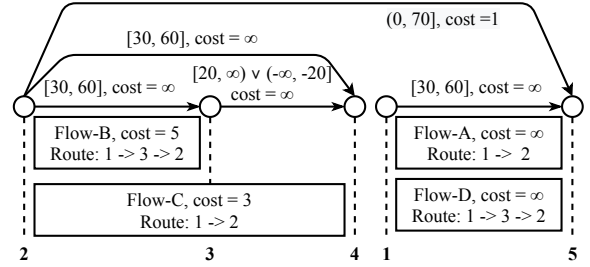 (0, 70], cost =1
[30, 60], cost = ∞
[20, ∞) ∨ (-∞, -20]
cost = ∞
[30, 60], cost = ∞
[30, 60], cost = ∞
Flow-B, cost = 5
Route: 1 -> 3 -> 2
Flow-A, cost = ∞
Route: 1 -> 2
Flow-C, cost = 3
Route: 1 -> 2
Flow-D, cost = ∞
Route: 1 -> 3 -> 2
2 3 4 1 5